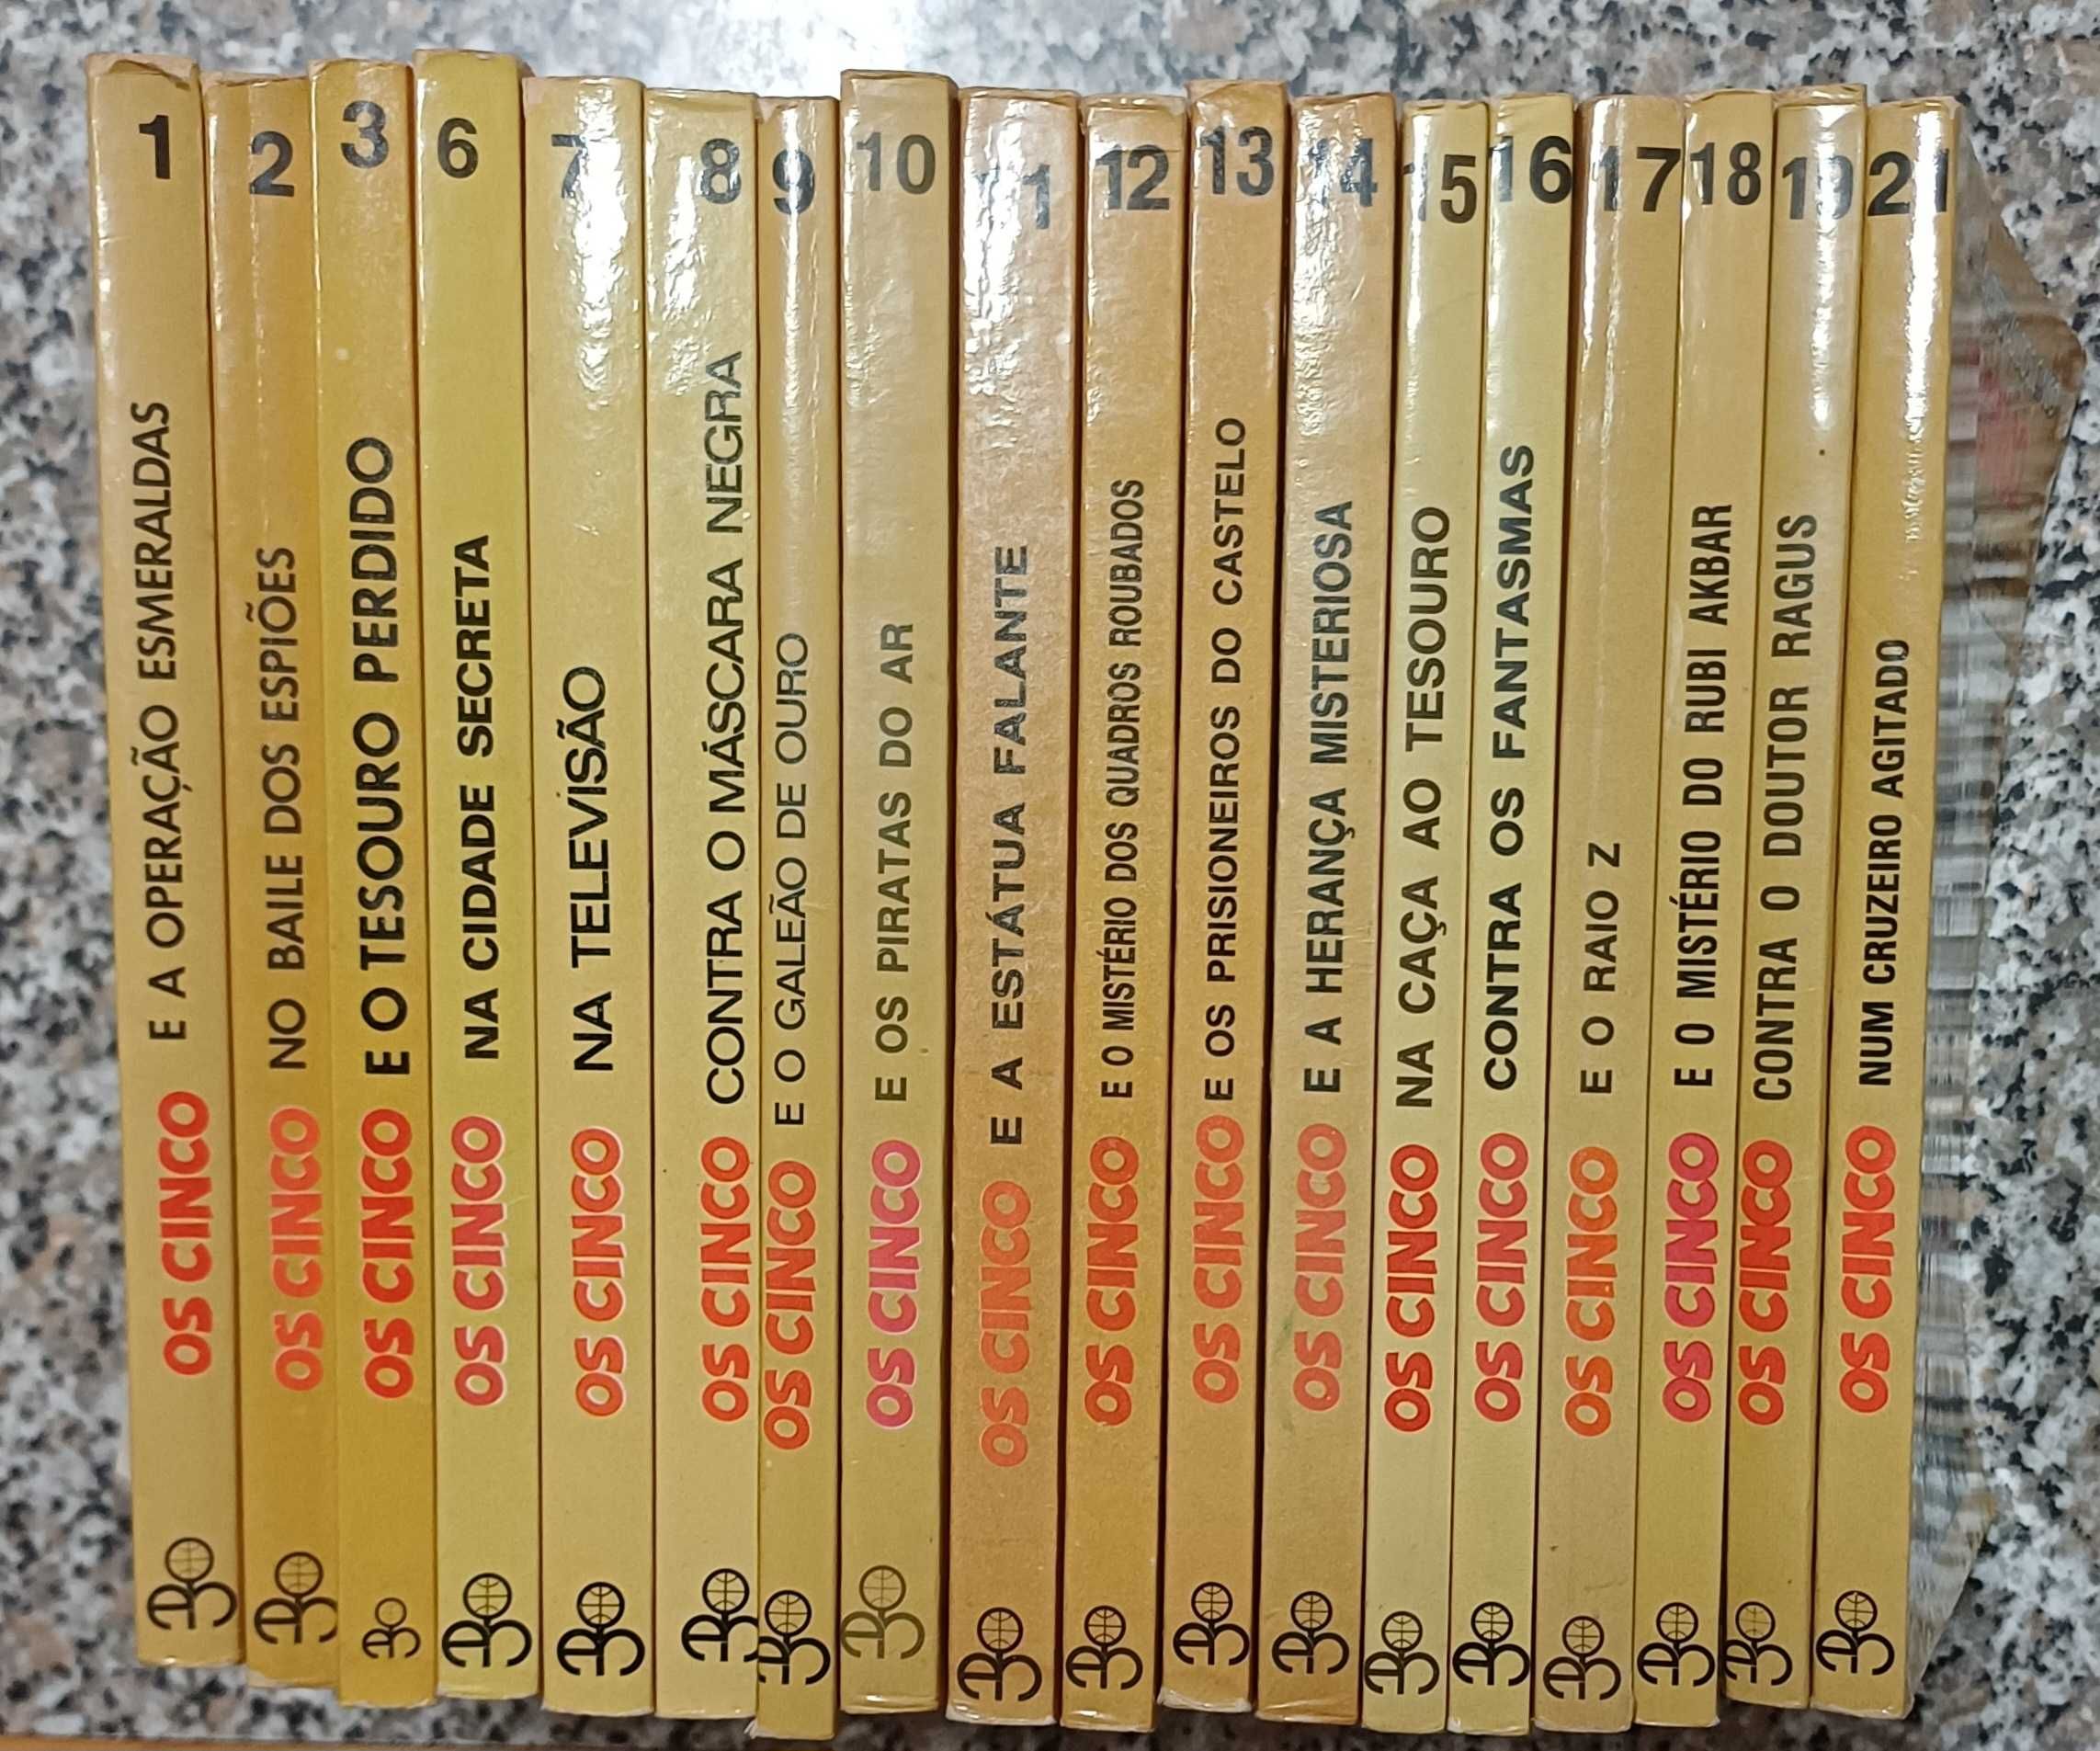 1 OS CINCO E A OPERAÇÃO ESMERALDAS
2 OS CINCO NO BAILE DOS ESPIÕES
3 OS CINCO E O TESOURO PERDIDO
6 OS CINCO NA CIDADE SECRETA
7 OS CINCO NA TELEVISÃO
8 OS CINCO CONTRA O MÁSCARA NEGRA
9 OS CINCO E O GALEÃO DE OURO
10 OS CINCO E OS PIRATAS DO AR
11 OS CINCO E A ESTÁTUA FALANTE
12 OS CINCO E O MISTÉRIO DOS QUADROS ROUBADOS
13 OS CINCO E OS PRISIONEIROS DO CASTELO
14 OS CINCO E A HERANÇA MISTERIOSA
15 OS CINCO NA CAÇA AO TESOURO
16 OS CINCO CONTRA OS FANTASMAS
17 OS CINCO E O RAIO Z
18 OS CINCO E O MISTÉRIO DO RUBI AKBAR
19 OS CINCO CONTRA O DOUTOR RAGUS
21 OS CINCO NUM CRUZEIRO AGITADO